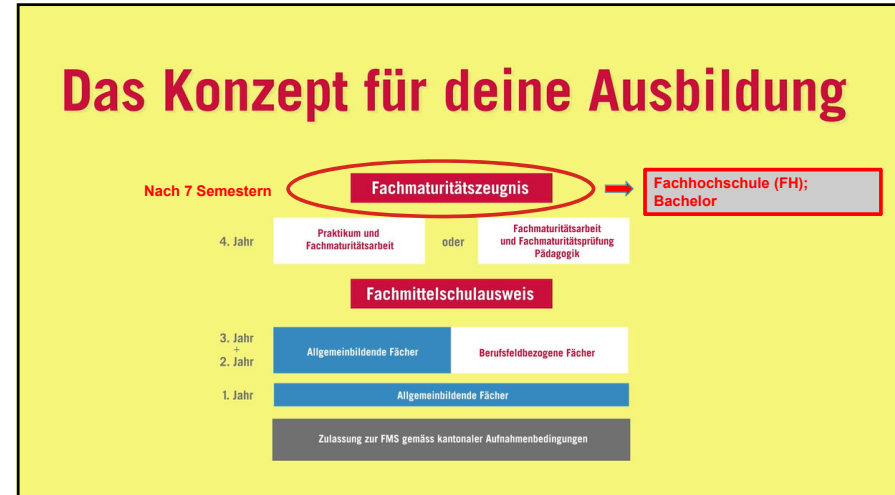 Das Konzept für deine Ausbildung
Nach 7 Semestern
Fachmaturitätszeugnis
Fachhochschule (FH);
Bachelor
4. Jahr
Praktikum und
Fachmaturitätsarbeit
oder
Fachmaturitätsarbeit
und Fachmaturitätsprüfung
Pädagogik
Fachmittelschulausweis
3. Jahr
+
2. Jahr
Allgemeinbildende Fächer
Berufsfeldbezogene Fächer
1. Jahr
Allgemeinbildende Fächer
Zulassung zur FMS gemäss kantonaler Aufnahmenbedingungen